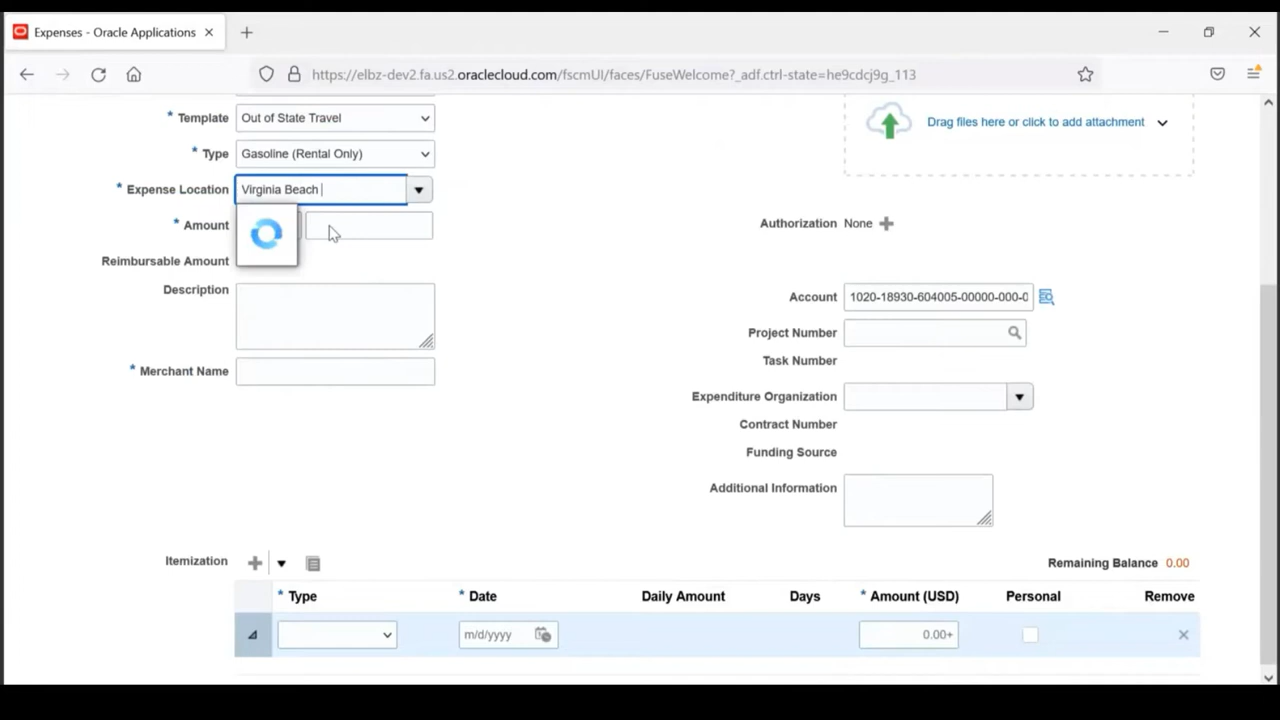 Expenses - Oracle Applications
https://elbz-dev2.fa.us2.oraclecloud.com/fscmUI/faces/FuseWelcome?_adf.ctrl-state=he9cdcj9g_113
* Template Out of State Travel
* Type Gasoline (Rental Only)
* Expense Location Virginia Beach
* Amount
Reimbursable Amount
Description
* Merchant Name
Drag files here or click to add attachment
Authorization None
Account 1020-18930-604005-00000-000-0
Project Number
Task Number
Expenditure Organization
Contract Number
Funding Source
Additional Information
Itemization
Remaining Balance 0.00
* Type * Date Daily Amount Days * Amount (USD) Personal Remove
m/d/yyyy 0.00+